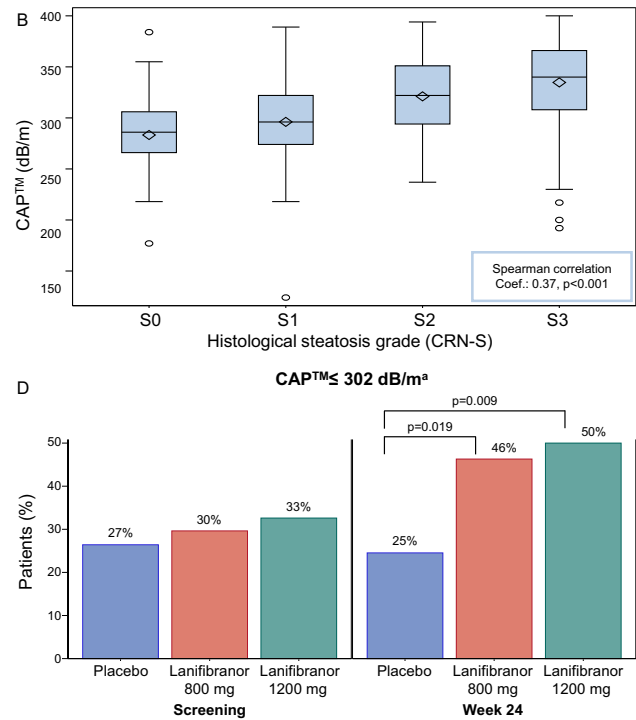 B
400
350
300
250
200
150
CAP™ (dB/m)
Spearman correlation
Coef.: 0.37, p<0.001
S0 S1 S2 S3
Histological steatosis grade (CRN-S)
CAP™≤ 302 dB/mᵃ
D
p=0.009
p=0.019
50
40
30
20
10
0
Patients (%)
27% 30% 33% 25% 46% 50%
Placebo Lanifibranor Lanifibranor Placebo Lanifibranor Lanifibranor
800 mg 1200 mg 800 mg 1200 mg
Screening Week 24